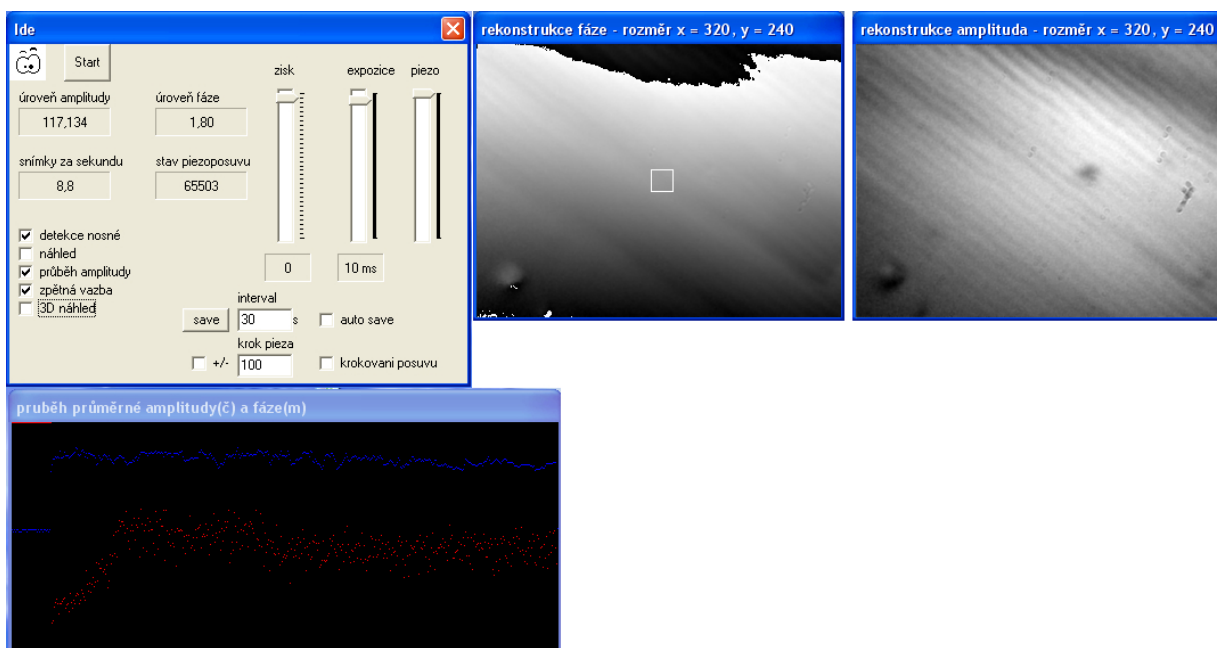 Ide
Start
zisk
expozice
piezo
úroveň amplitudy
úroveň fáze
117,134
1,80
snímky za sekundu
stav piezoposuvu
8,8
65503
detekce nosné
náhled
průběh amplitudy
zpětná vazba
3D náhled
0
10 ms
interval
save
30
s
auto save
krok pieza
+/-
100
krokovani posuvu
rekonstrukce fáze - rozměr x = 320, y = 240
rekonstrukce amplituda - rozměr x = 320, y = 240
pruběh průměrné amplitudy(č) a fáze(m)